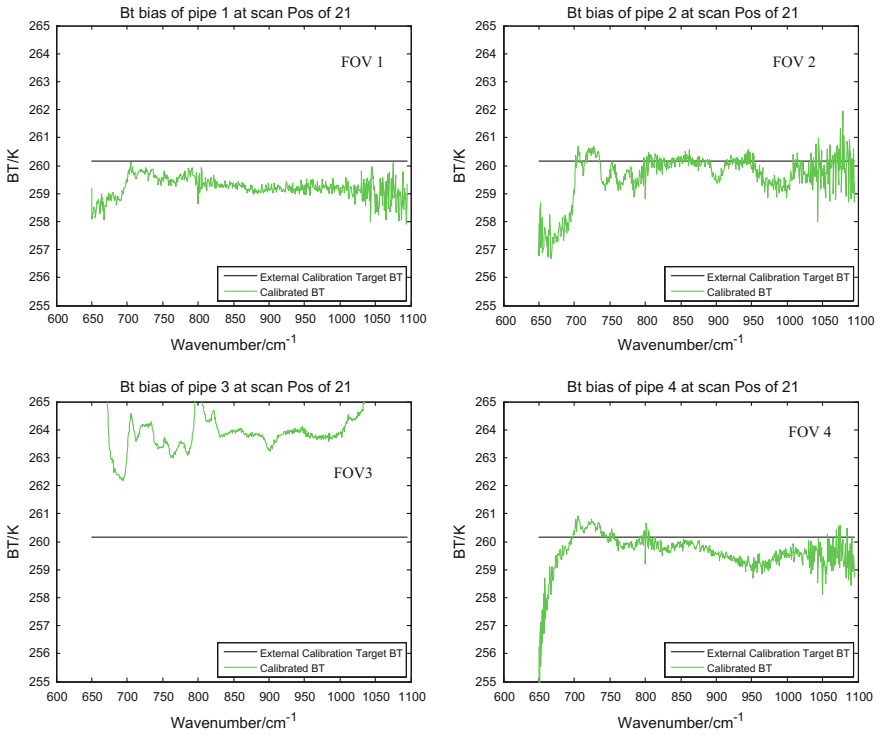 Bt bias of pipe 1 at scan Pos of 21
265
264
263
262
261
260
259
258
257
256
255
BT/K
FOV 1
External Calibration Target BT
Calibrated BT
600 650 700 750 800 850 900 950 1000 1050 1100
Wavenumber/cm-1
Bt bias of pipe 2 at scan Pos of 21
265
264
263
262
261
260
259
258
257
256
255
BT/K
FOV 2
External Calibration Target BT
Calibrated BT
600 650 700 750 800 850 900 950 1000 1050 1100
Wavenumber/cm-1
Bt bias of pipe 3 at scan Pos of 21
265
264
263
262
261
260
259
258
257
256
255
BT/K
FOV3
External Calibration Target BT
Calibrated BT
600 650 700 750 800 850 900 950 1000 1050 1100
Wavenumber/cm-1
Bt bias of pipe 4 at scan Pos of 21
265
264
263
262
261
260
259
258
257
256
255
BT/K
FOV 4
External Calibration Target BT
Calibrated BT
600 650 700 750 800 850 900 950 1000 1050 1100
Wavenumber/cm-1